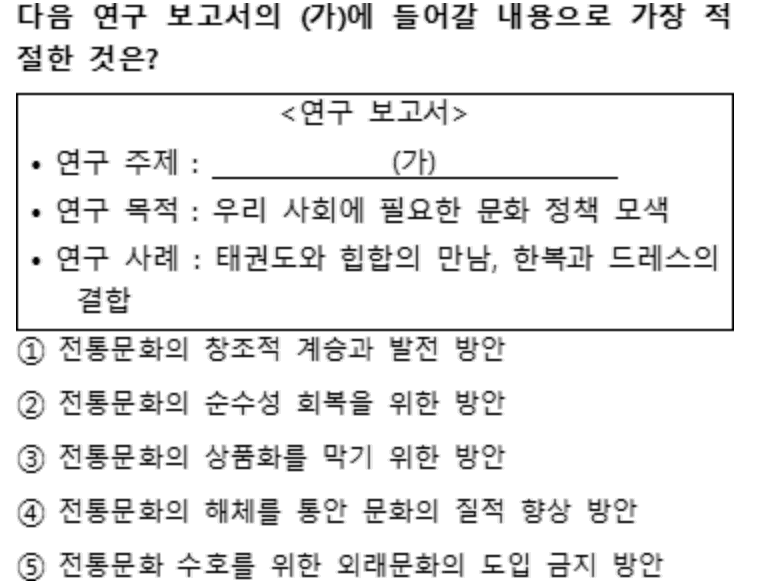 다음 연구 보고서의 (가)에 들어갈 내용으로 가장 적
절한 것은?
<연구 보고서>
• 연구 주제 : (가)
• 연구 목적 : 우리 사회에 필요한 문화 정책 모색
• 연구 사례 : 태권도와 힙합의 만남, 한복과 드레스의
결합
① 전통문화의 창조적 계승과 발전 방안
② 전통문화의 순수성 회복을 위한 방안
③ 전통문화의 상품화를 막기 위한 방안
④ 전통문화의 해체를 통안 문화의 질적 향상 방안
⑤ 전통문화 수호를 위한 외래문화의 도입 금지 방안